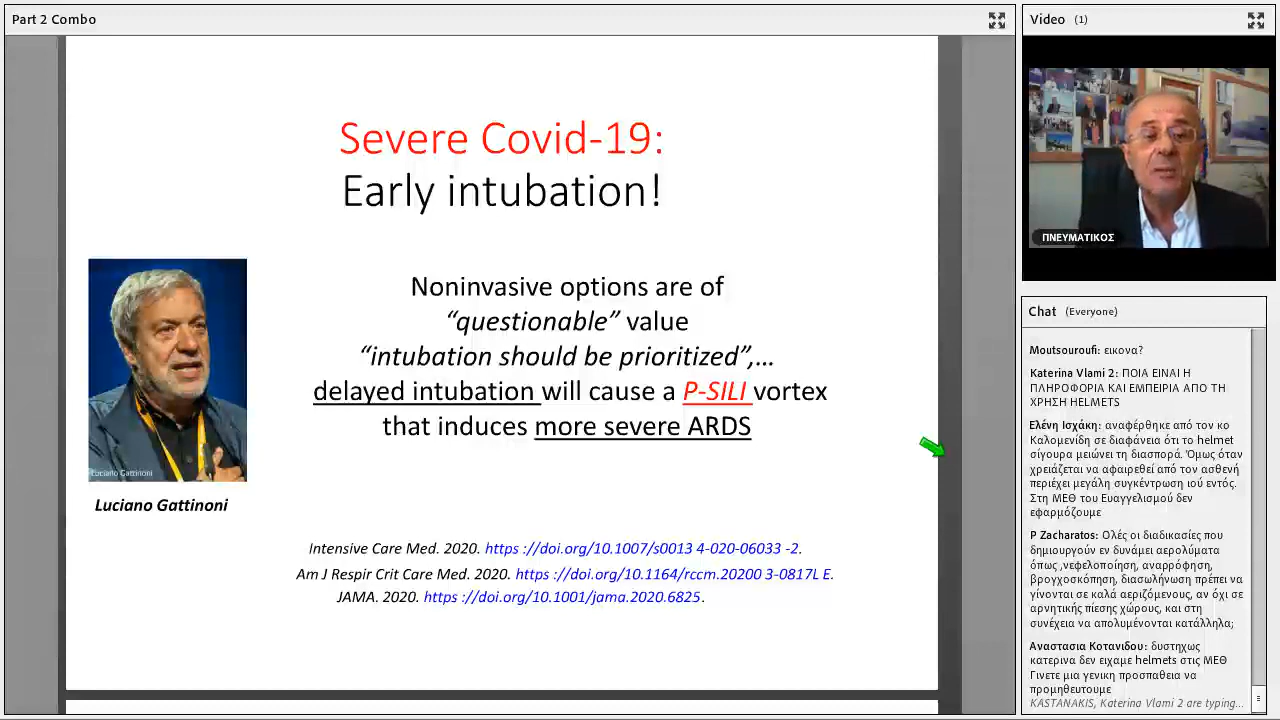 Part 2 Combo
Severe Covid-19:
Early intubation!
Noninvasive options are of
“questionable” value
“intubation should be prioritized”,...
delayed intubation will cause a P-SILI vortex
that induces more severe ARDS
Luciano Gattinoni
Luciano Gattinoni
Intensive Care Med. 2020. https ://doi.org/10.1007/s0013 4-020-06033 -2.
Am J Respir Crit Care Med. 2020. https ://doi.org/10.1164/rccm.20200 3-0817L E.
JAMA. 2020. https ://doi.org/10.1001/jama.2020.6825.
Video (1)
ΠΝΕΥΜΑΤΙΚΟΣ
Chat (Everyone)
Moutsouroufi: εικονα?
Katerina Vlami 2: ΠΟΙΑ ΕΙΝΑΙ Η
ΠΛΗΡΟΦΟΡΙΑ ΚΑΙ ΕΜΠΕΙΡΙΑ ΑΠΟ ΤΗ
ΧΡΗΣΗ HELMETS
Ελένη Ισχάκη: αναφέρθηκε από τον κο
Καλομενίδη σε διαφάνεια ότι το helmet
σίγουρα μειώνει τη διασπορά. Όμως όταν
χρειάζεται να αφαιρεθεί από τον ασθενή
περιέχει μεγάλη συγκέντρωση ιού εντός.
Στη ΜΕΘ του Ευαγγελισμού δεν
εφαρμόζουμε
P Zacharatos: Ολές οι διαδικασίες που
δημιουργούν εν δυνάμει αερολύματα
όπως ,νεφελοποίηση, αναρρόφηση,
βρογχοσκόπηση, διασωλήνωση πρέπει να
γίνονται σε καλά αεριζόμενους, αν όχι σε
αρνητικής πίεσης χώρους, και στη
συνέχεια να απολυμένονται κατάλληλα;
Αναστασια Κοτανιδου: δυστηχως
κατερινα δεν ειχαμε helmets στις ΜΕΘ
Γινετε μια γενικη προσπαθεια να
προμηθευτουμε
KASTANAKIS, Katerina Vlami 2 are typing...